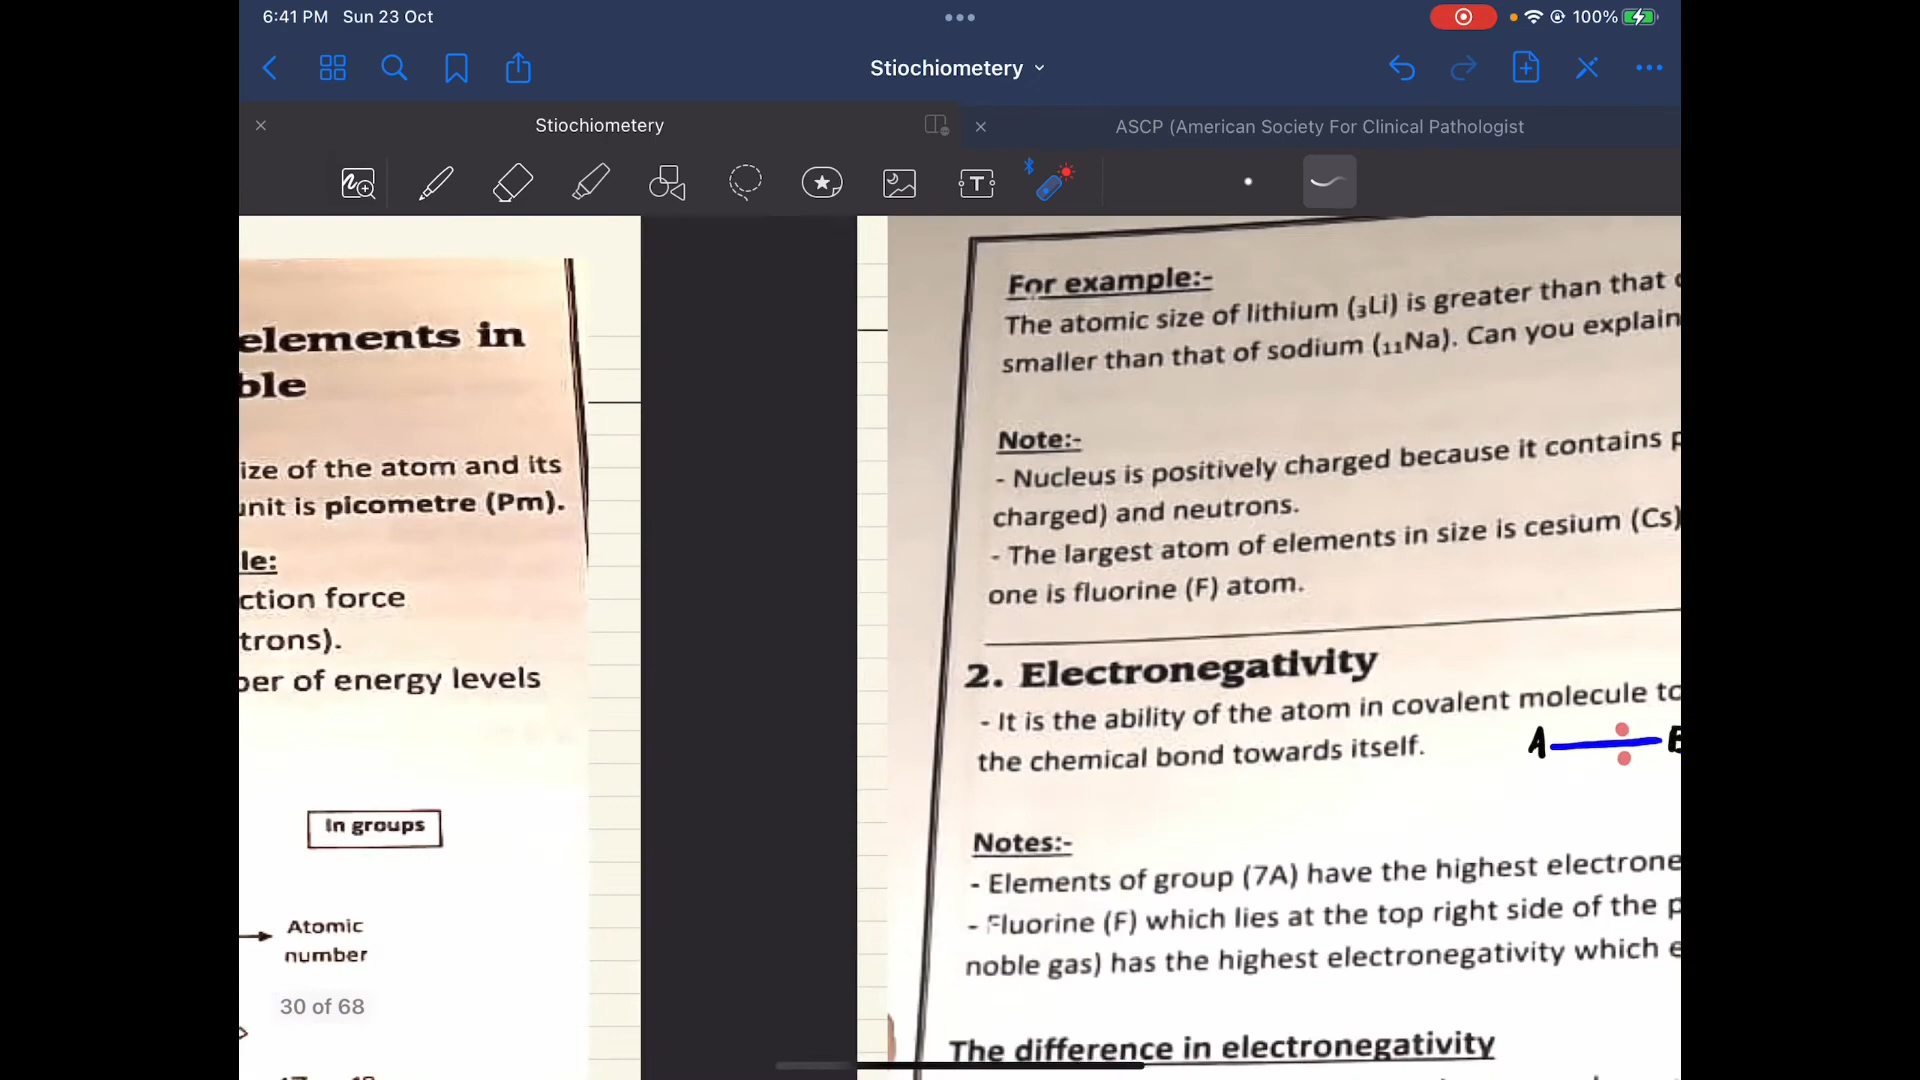 6:41 PM Sun 23 Oct
100%
Stiochiometery
Stiochiometery
ASCP (American Society For Clinical Pathologist
T
elements in
ble
ize of the atom and its
unit is picometre (Pm).
le:
ction force
trons).
ber of energy levels
In groups
Atomic
number
30 of 68
For example:-
The atomic size of lithium (₃Li) is greater than that
smaller than that of sodium (₁₁Na). Can you explain
Note:-
- Nucleus is positively charged because it contains
charged) and neutrons.
- The largest atom of elements in size is cesium (Cs)
one is fluorine (F) atom.
2. Electronegativity
- It is the ability of the atom in covalent molecule to
the chemical bond towards itself.
A
Notes:-
- Elements of group (7A) have the highest electrone
- Fluorine (F) which lies at the top right side of the p
noble gas) has the highest electronegativity which e
The difference in electronegativity